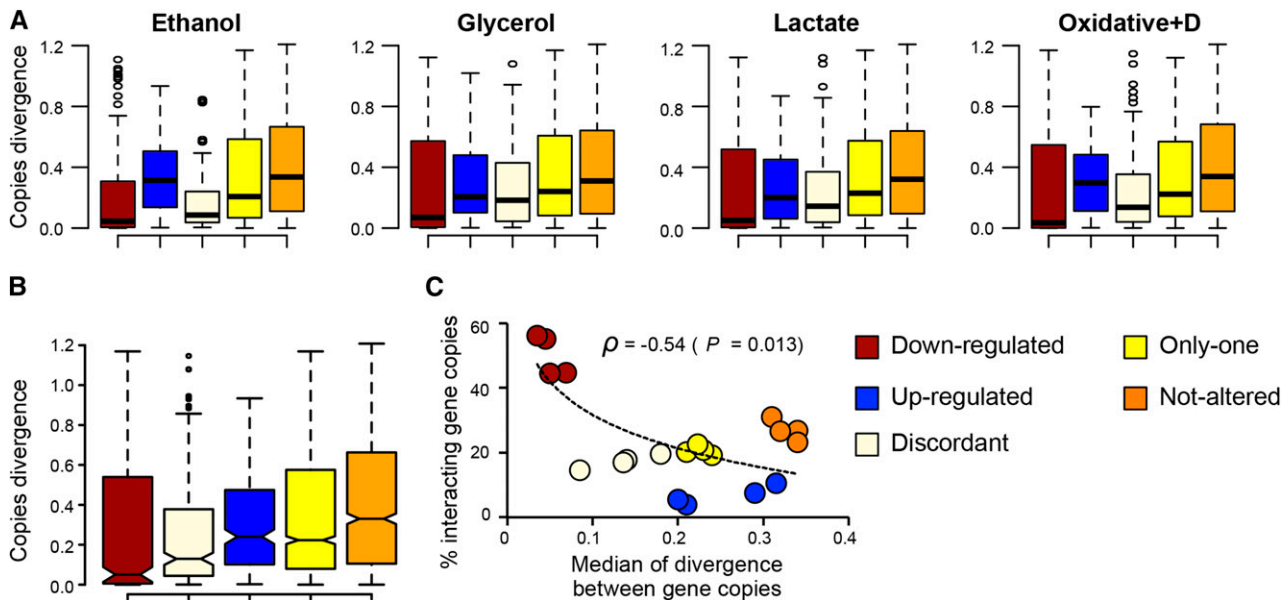 A
Ethanol
Glycerol
Lactate
Oxidative+D
Copies divergence
1.2
0.8
0.4
0.0
1.2
0.8
0.4
0.0
1.2
0.8
0.4
0.0
1.2
0.8
0.4
0.0
B
Copies divergence
1.2
1.0
0.8
0.6
0.4
0.2
0.0
C
% interacting gene copies
60
40
20
0
ρ = -0.54 ( P = 0.013)
0 0.1 0.2 0.3 0.4
Median of divergence
between gene copies
Down-regulated
Only-one
Up-regulated
Not-altered
Discordant